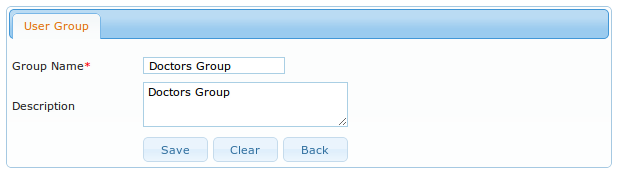 User Group
Group Name* Doctors Group
Description Doctors Group
Save Clear Back